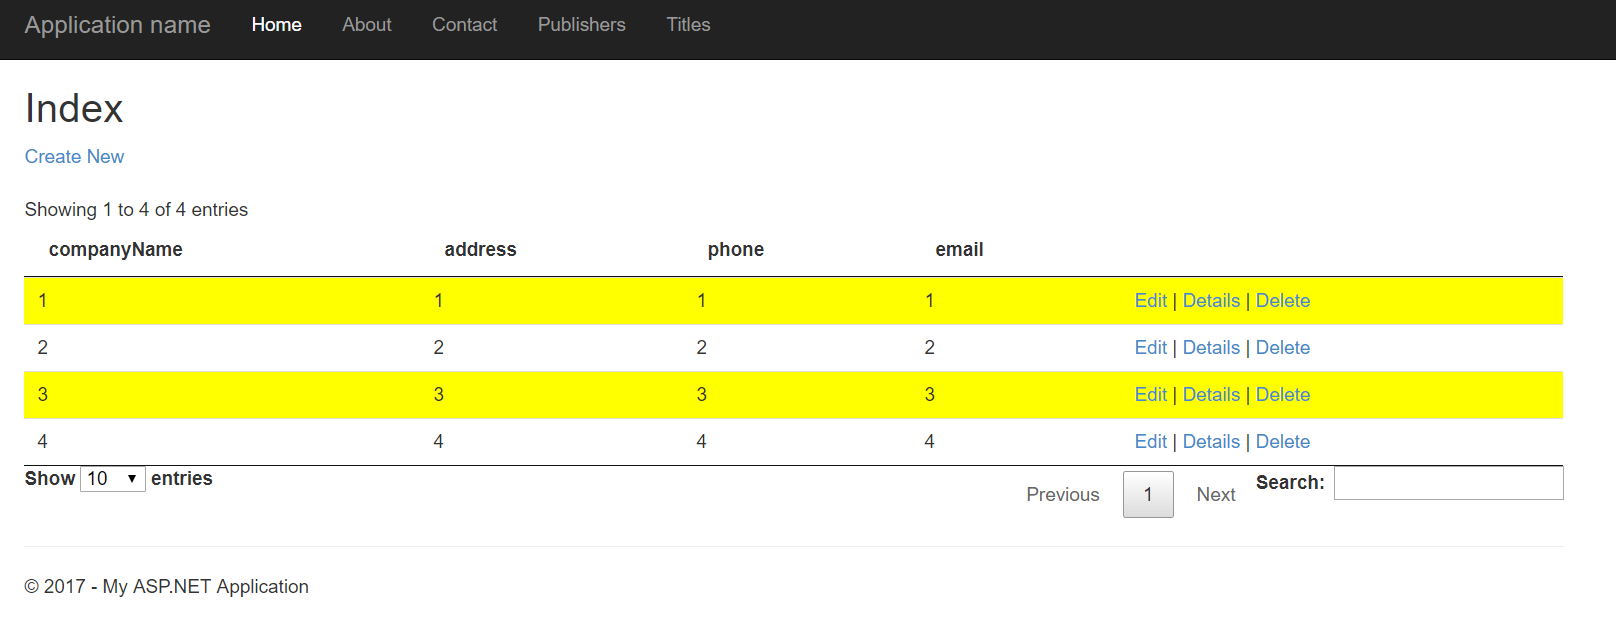 Application name Home About Contact Publishers Titles
Index
Create New
Showing 1 to 4 of 4 entries
companyName address phone email
1 1 1 1 Edit | Details | Delete
2 2 2 2 Edit | Details | Delete
3 3 3 3 Edit | Details | Delete
4 4 4 4 Edit | Details | Delete
Show 10 entries Previous 1 Next Search:
© 2017 - My ASP.NET Application